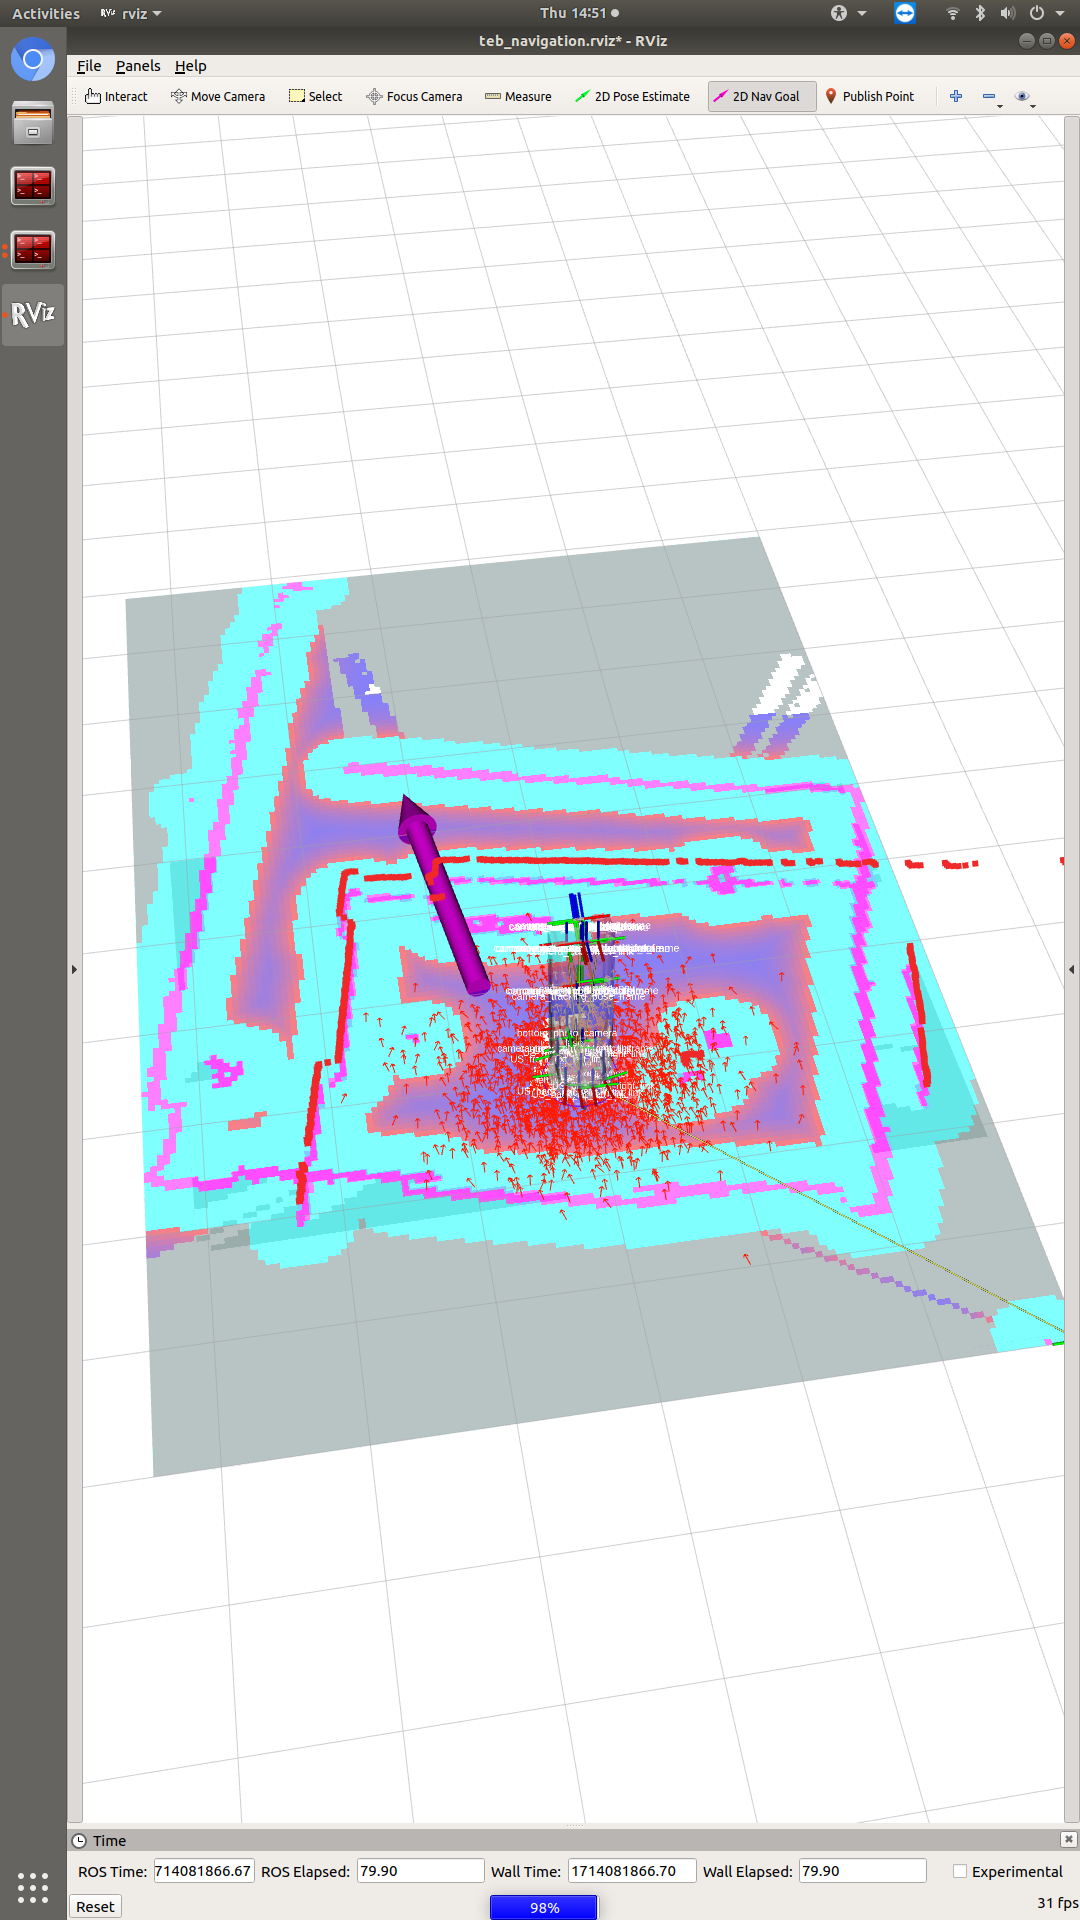 Activities rviz Thu 14:51
teb_navigation.rviz* - RViz
File Panels Help
Interact Move Camera Select Focus Camera Measure 2D Pose Estimate 2D Nav Goal Publish Point
RViz
camera_tracking_pose_frame
bottom_photo_camera
Time
ROS Time: 714081866.67 ROS Elapsed: 79.90 Wall Time: 1714081866.70 Wall Elapsed: 79.90 Experimental
Reset 98% 31 fps